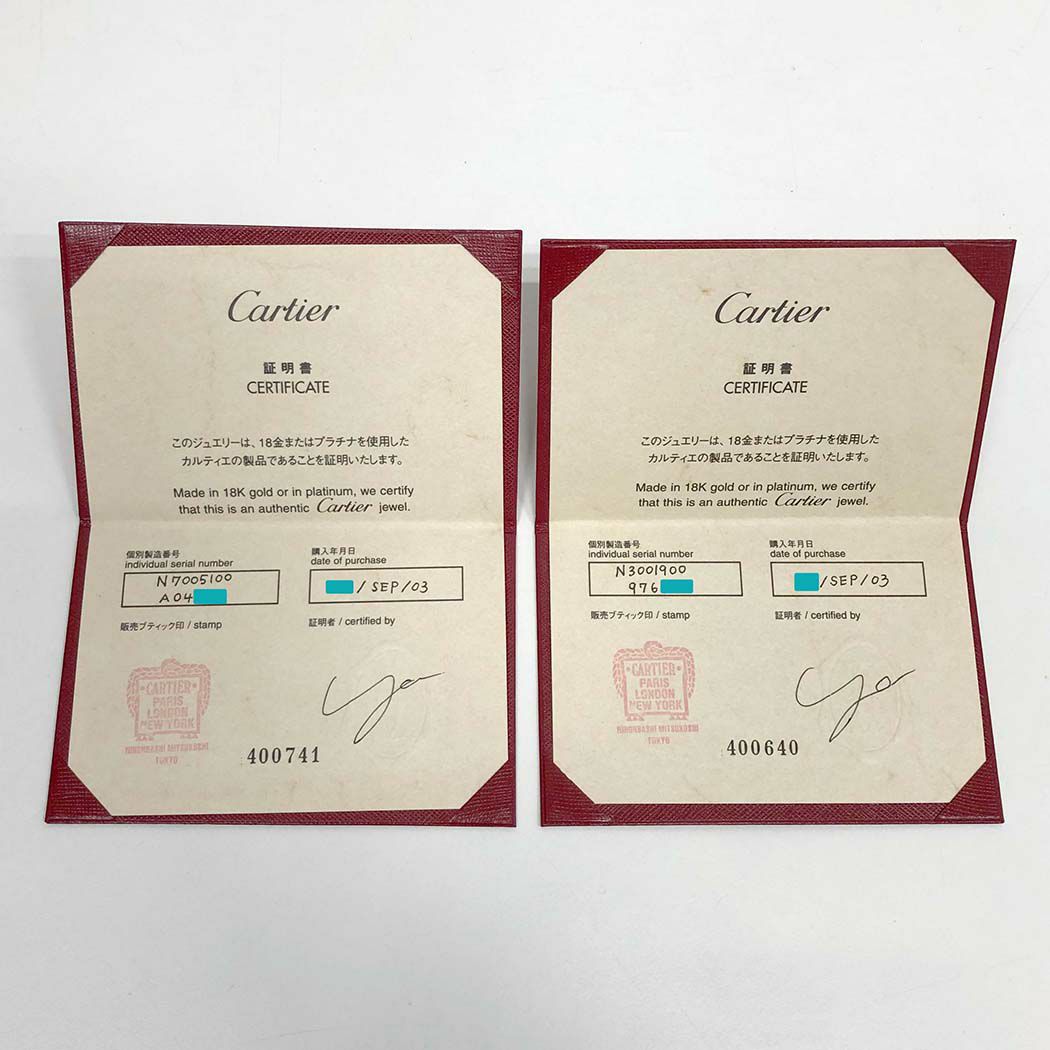 Cartier
証明書
CERTIFICATE
このジュエリーは、18金またはプラチナを使用した
カルティエの製品であることを証明いたします。
Made in 18K gold or in platinum, we certify
that this is an authentic Cartier jewel.
個別製造番号
individual serial number
N7005100
A04
購入年月日
date of purchase
/SEP/03
販売ブティック印 / stamp
証明者 / certified by
CARTIER
PARIS
LONDON
NEW YORK
NIHONBASHI MITSUKOSHI
TOKYO
400741
Cartier
証明書
CERTIFICATE
このジュエリーは、18金またはプラチナを使用した
カルティエの製品であることを証明いたします。
Made in 18K gold or in platinum, we certify
that this is an authentic Cartier jewel.
個別製造番号
individual serial number
N3001900
976
購入年月日
date of purchase
/SEP/03
販売ブティック印 / stamp
証明者 / certified by
CARTIER
PARIS
LONDON
NEW YORK
NIHONBASHI MITSUKOSHI
TOKYO
400640